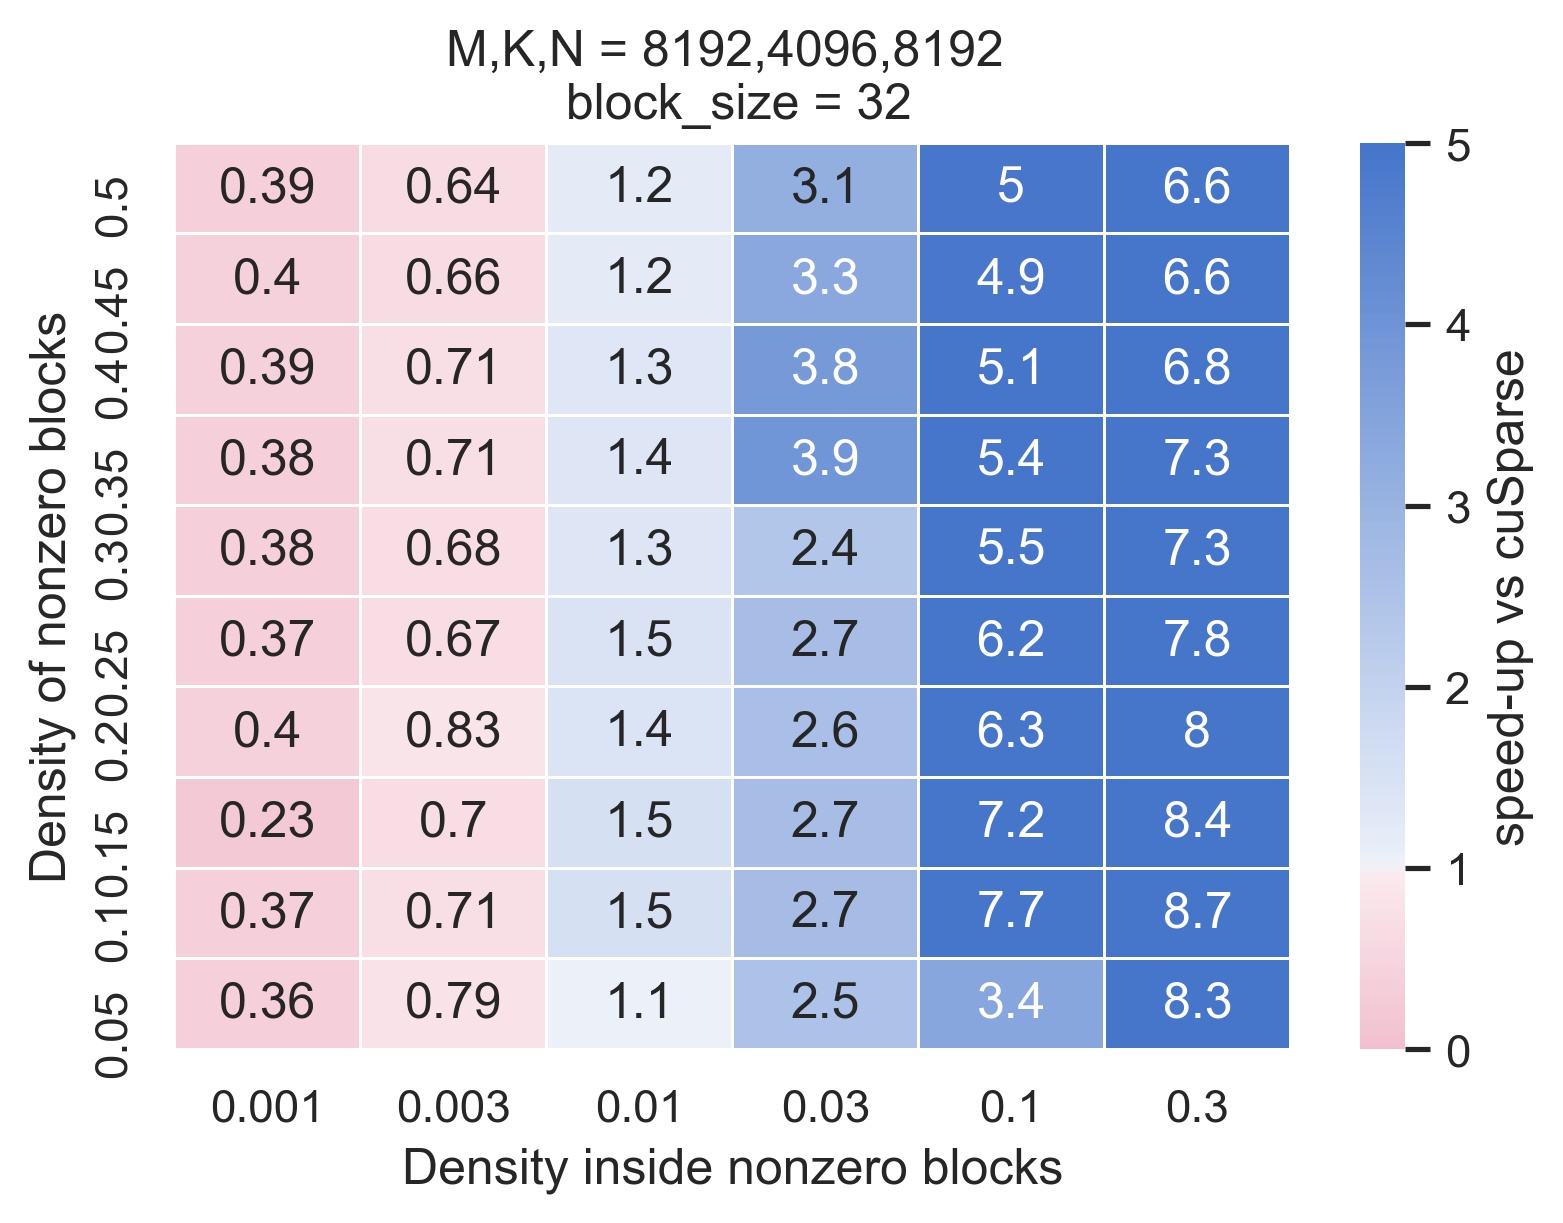 M,K,N = 8192,4096,8192
block_size = 32
Density of nonzero blocks
0.5 0.39 0.64 1.2 3.1 5 6.6
0.45 0.4 0.66 1.2 3.3 4.9 6.6
0.4 0.39 0.71 1.3 3.8 5.1 6.8
0.35 0.38 0.71 1.4 3.9 5.4 7.3
0.3 0.38 0.68 1.3 2.4 5.5 7.3
0.25 0.37 0.67 1.5 2.7 6.2 7.8
0.2 0.4 0.83 1.4 2.6 6.3 8
0.15 0.23 0.7 1.5 2.7 7.2 8.4
0.1 0.37 0.71 1.5 2.7 7.7 8.7
0.05 0.36 0.79 1.1 2.5 3.4 8.3
0.001 0.003 0.01 0.03 0.1 0.3
Density inside nonzero blocks
5
4
3
2
1
0
speed-up vs cuSparse